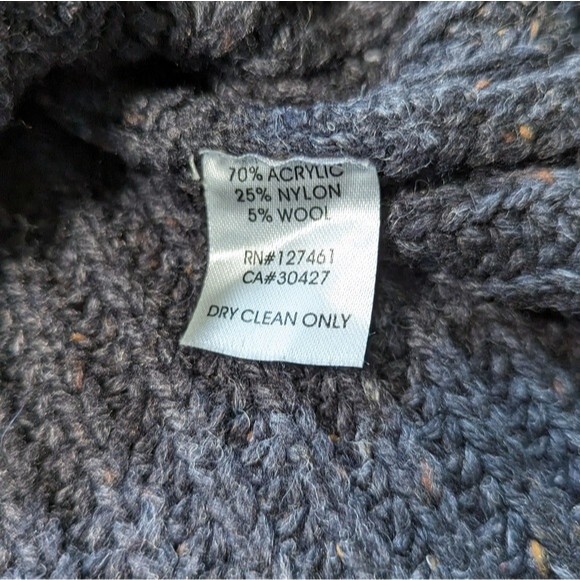 70% ACRYLIC
25% NYLON
5% WOOL
RN#127461
CA#30427
DRY CLEAN ONLY